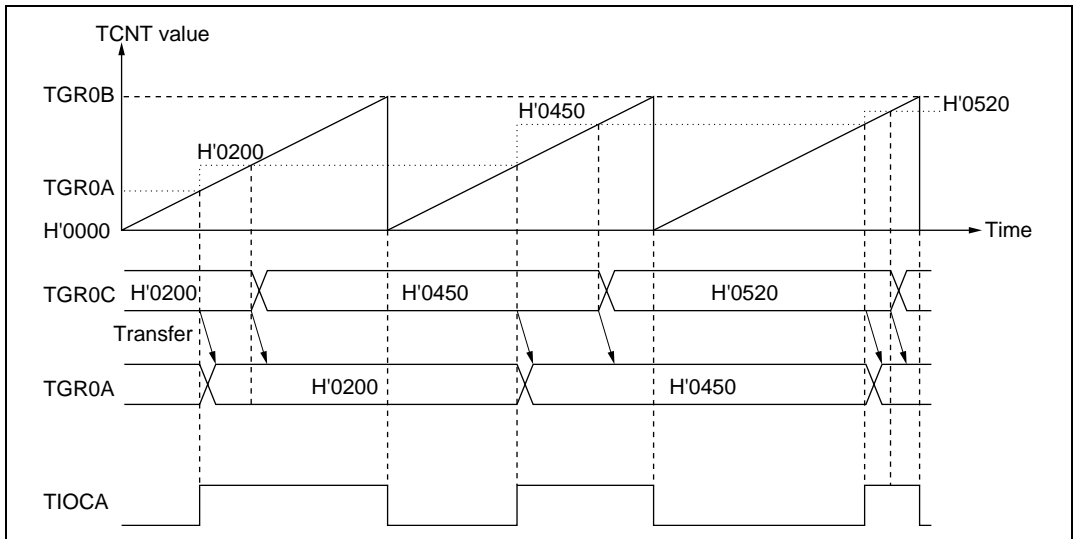 TCNT value
TGR0B
H'0520
H'0450
H'0200
TGR0A
H'0000
Time
TGR0C H'0200 H'0450 H'0520
Transfer
TGR0A H'0200 H'0450
TIOCA